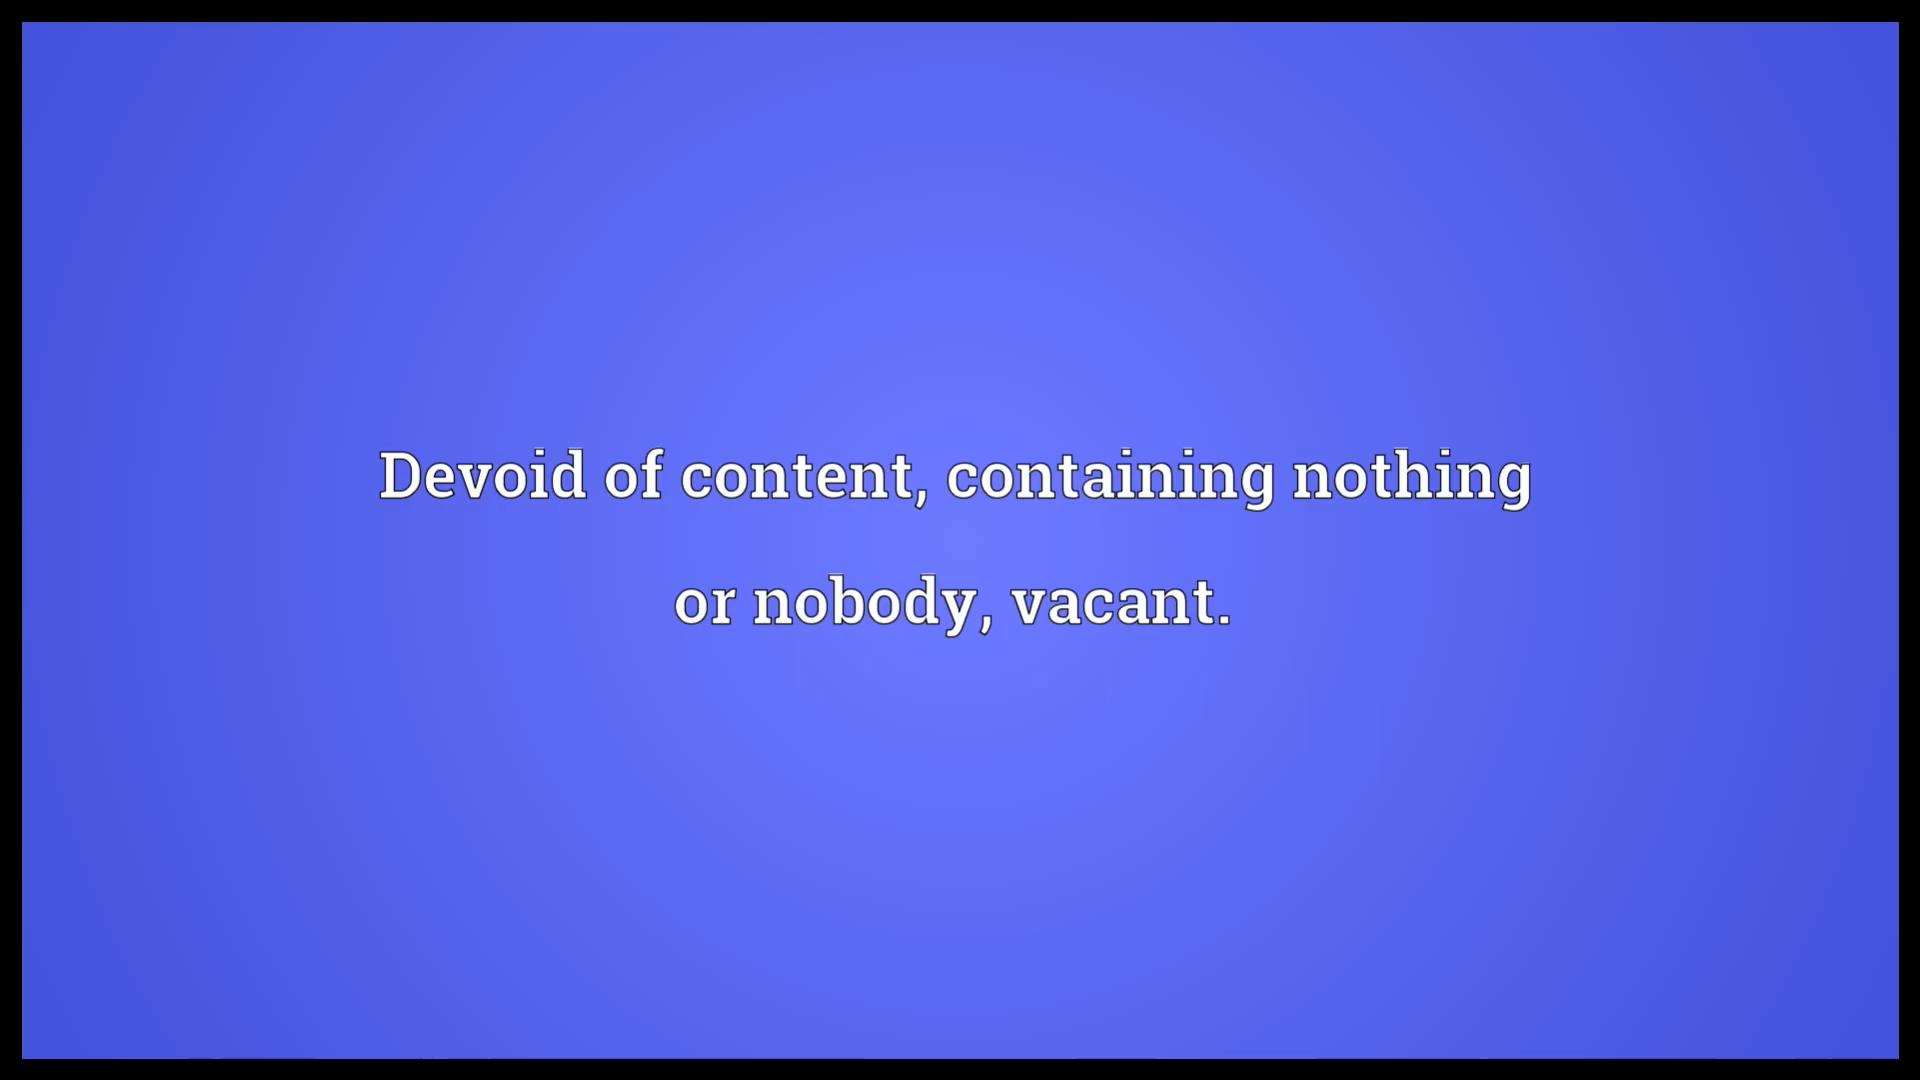 Devoid of content, containing nothing
or nobody, vacant.